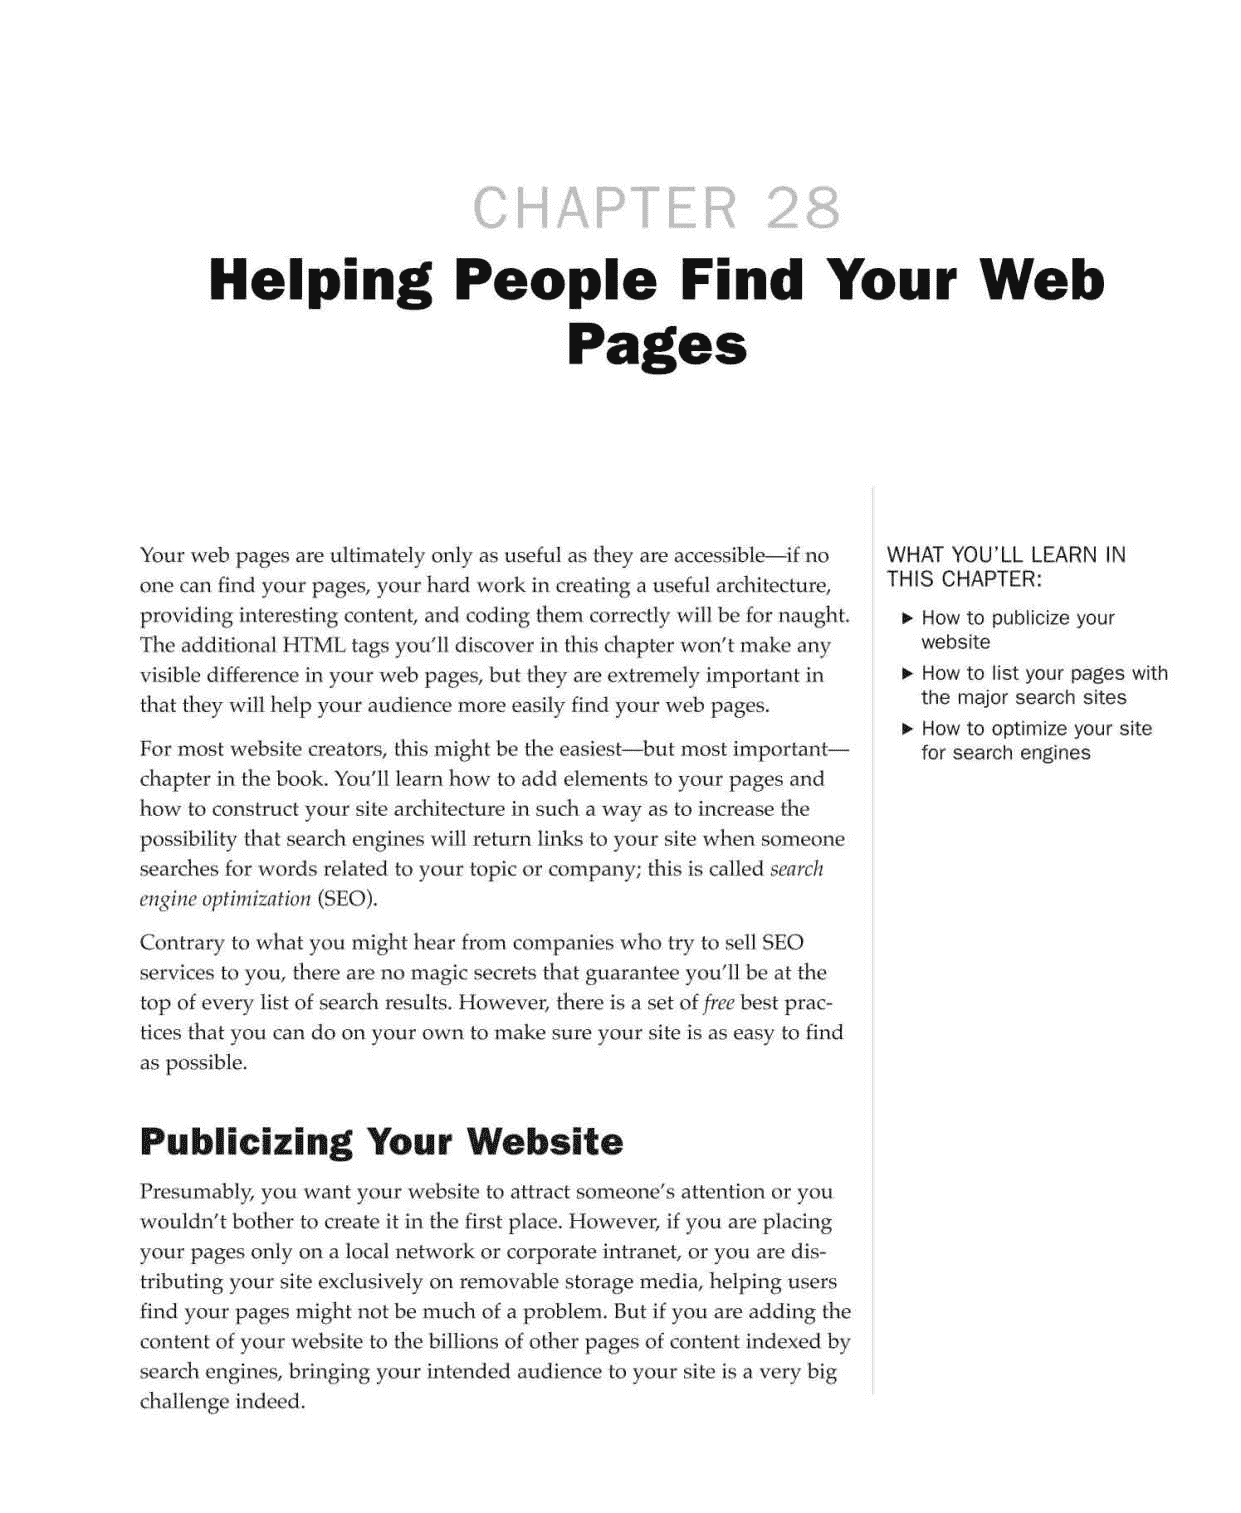 CHAPTER 28
Helping People Find Your Web
Pages
Your web pages are ultimately only as useful as they are accessible—if no
one can find your pages, your hard work in creating a useful architecture,
providing interesting content, and coding them correctly will be for naught.
The additional HTML tags you’ll discover in this chapter won’t make any
visible difference in your web pages, but they are extremely important in
that they will help your audience more easily find your web pages.
For most website creators, this might be the easiest—but most important—
chapter in the book. You’ll learn how to add elements to your pages and
how to construct your site architecture in such a way as to increase the
possibility that search engines will return links to your site when someone
searches for words related to your topic or company; this is called search
engine optimization (SEO).
Contrary to what you might hear from companies who try to sell SEO
services to you, there are no magic secrets that guarantee you’ll be at the
top of every list of search results. However, there is a set of free best prac-
tices that you can do on your own to make sure your site is as easy to find
as possible.
Publicizing Your Website
Presumably, you want your website to attract someone’s attention or you
wouldn’t bother to create it in the first place. However, if you are placing
your pages only on a local network or corporate intranet, or you are dis-
tributing your site exclusively on removable storage media, helping users
find your pages might not be much of a problem. But if you are adding the
content of your website to the billions of other pages of content indexed by
search engines, bringing your intended audience to your site is a very big
challenge indeed.
WHAT YOU’LL LEARN IN
THIS CHAPTER:
▶ How to publicize your
website
▶ How to list your pages with
the major search sites
▶ How to optimize your site
for search engines